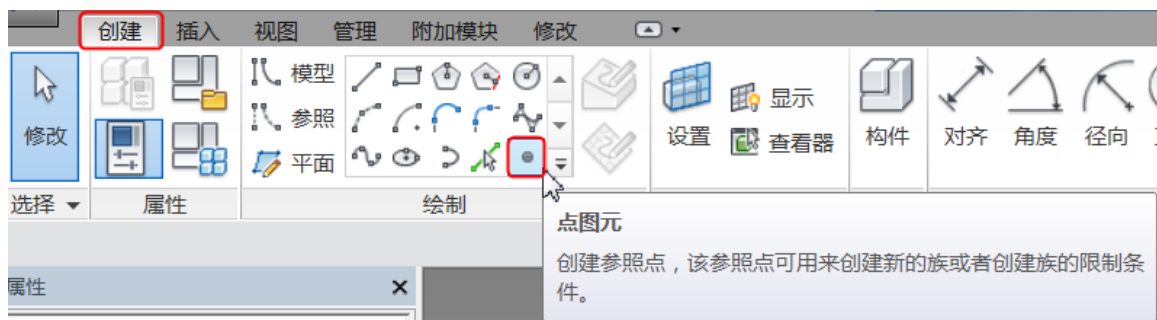 创建 插入 视图 管理 附加模块 修改
模型
显示
参照
修改 设置 构件 对齐 角度 径向
查看器
平面
选择 属性 绘制
点图元
创建参照点，该参照点可用来创建新的族或者创建族的限制条
件。
属性